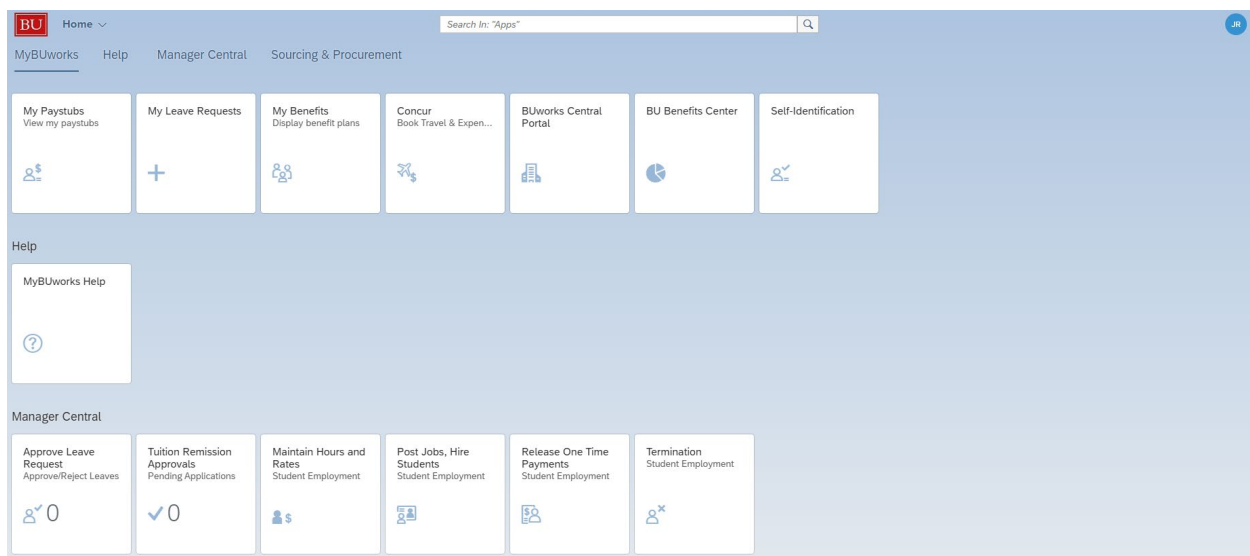 BU Home
Search In: "Apps"
JR
MyBUworks Help Manager Central Sourcing & Procurement
My Paystubs
View my paystubs
My Leave Requests
My Benefits
Display benefit plans
Concur
Book Travel & Expen...
BUworks Central
Portal
BU Benefits Center
Self-Identification
Help
MyBUworks Help
Manager Central
Approve Leave
Request
Approve/Reject Leaves
0
Tuition Remission
Approvals
Pending Applications
0
Maintain Hours and
Rates
Student Employment
Post Jobs, Hire
Students
Student Employment
Release One Time
Payments
Student Employment
Termination
Student Employment